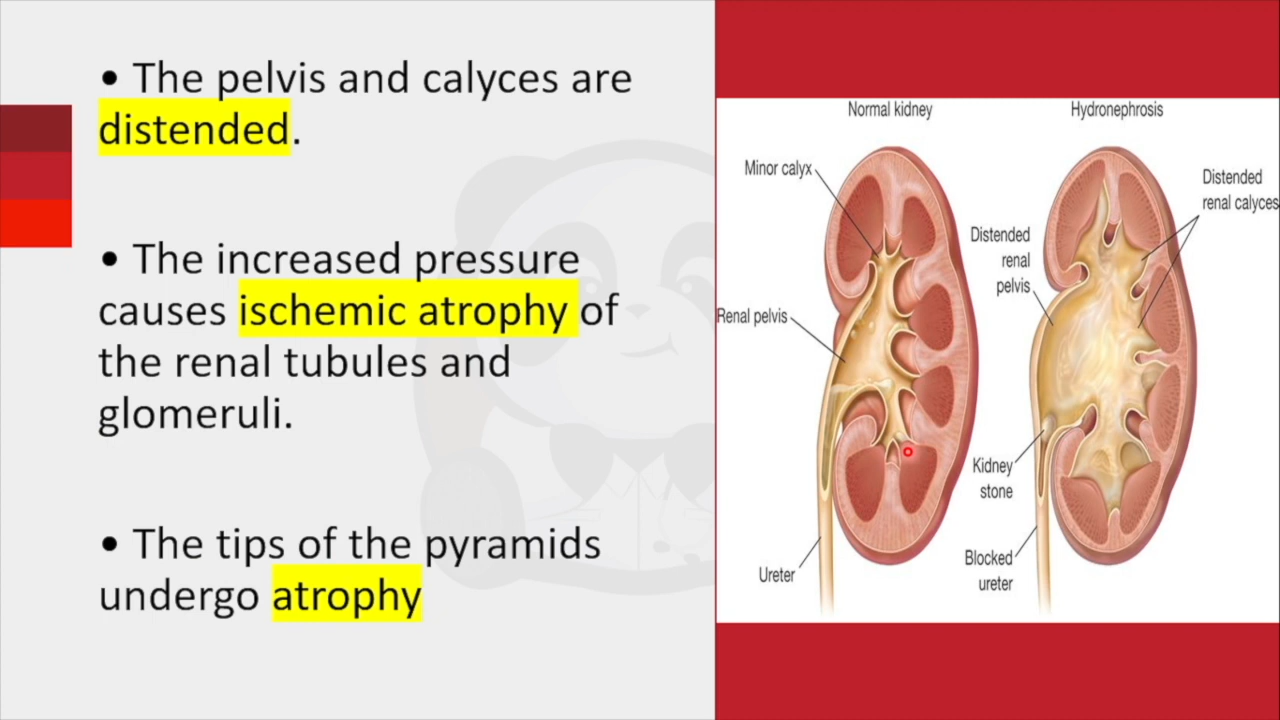 • The pelvis and calyces are
distended.
• The increased pressure
causes ischemic atrophy of
the renal tubules and
glomeruli.
• The tips of the pyramids
undergo atrophy
Normal kidney
Minor calyx
Renal pelvis
Ureter
Hydronephrosis
Distended
renal calyces
Distended
renal
pelvis
Kidney
stone
Blocked
ureter